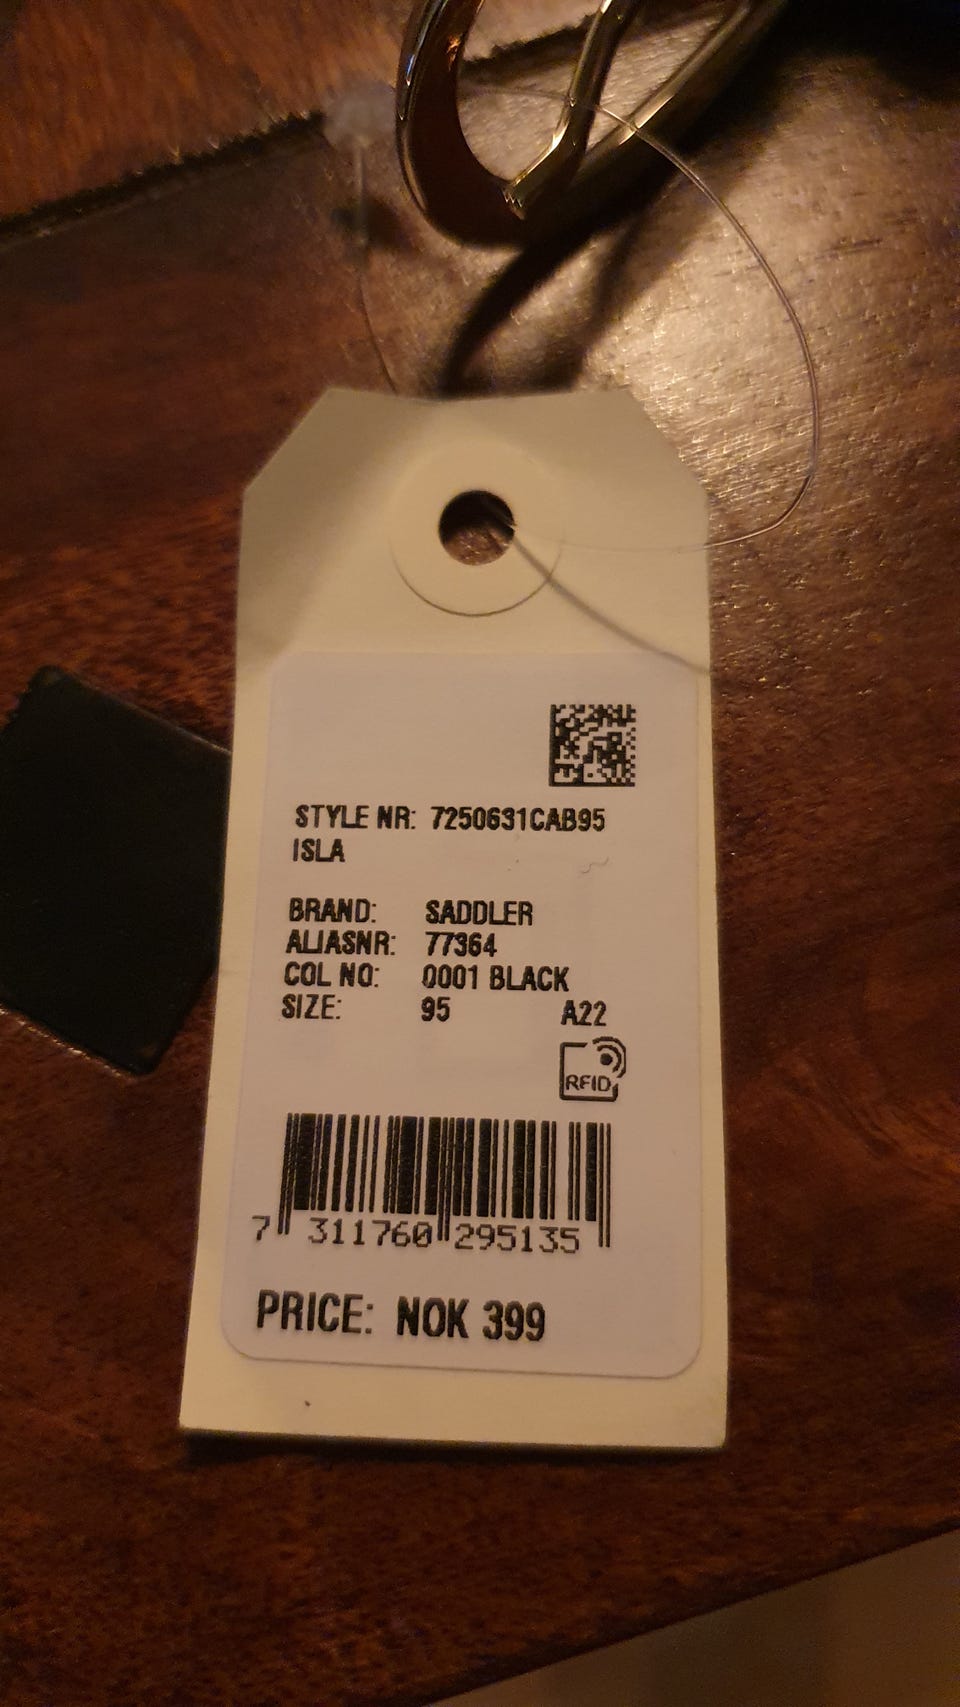 STYLE NR: 7250631CAB95
ISLA
BRAND: SADDLER
ALIASNR: 77364
COL NO: 0001 BLACK
SIZE: 95 A22
RFID
7 311760 295135
PRICE: NOK 399